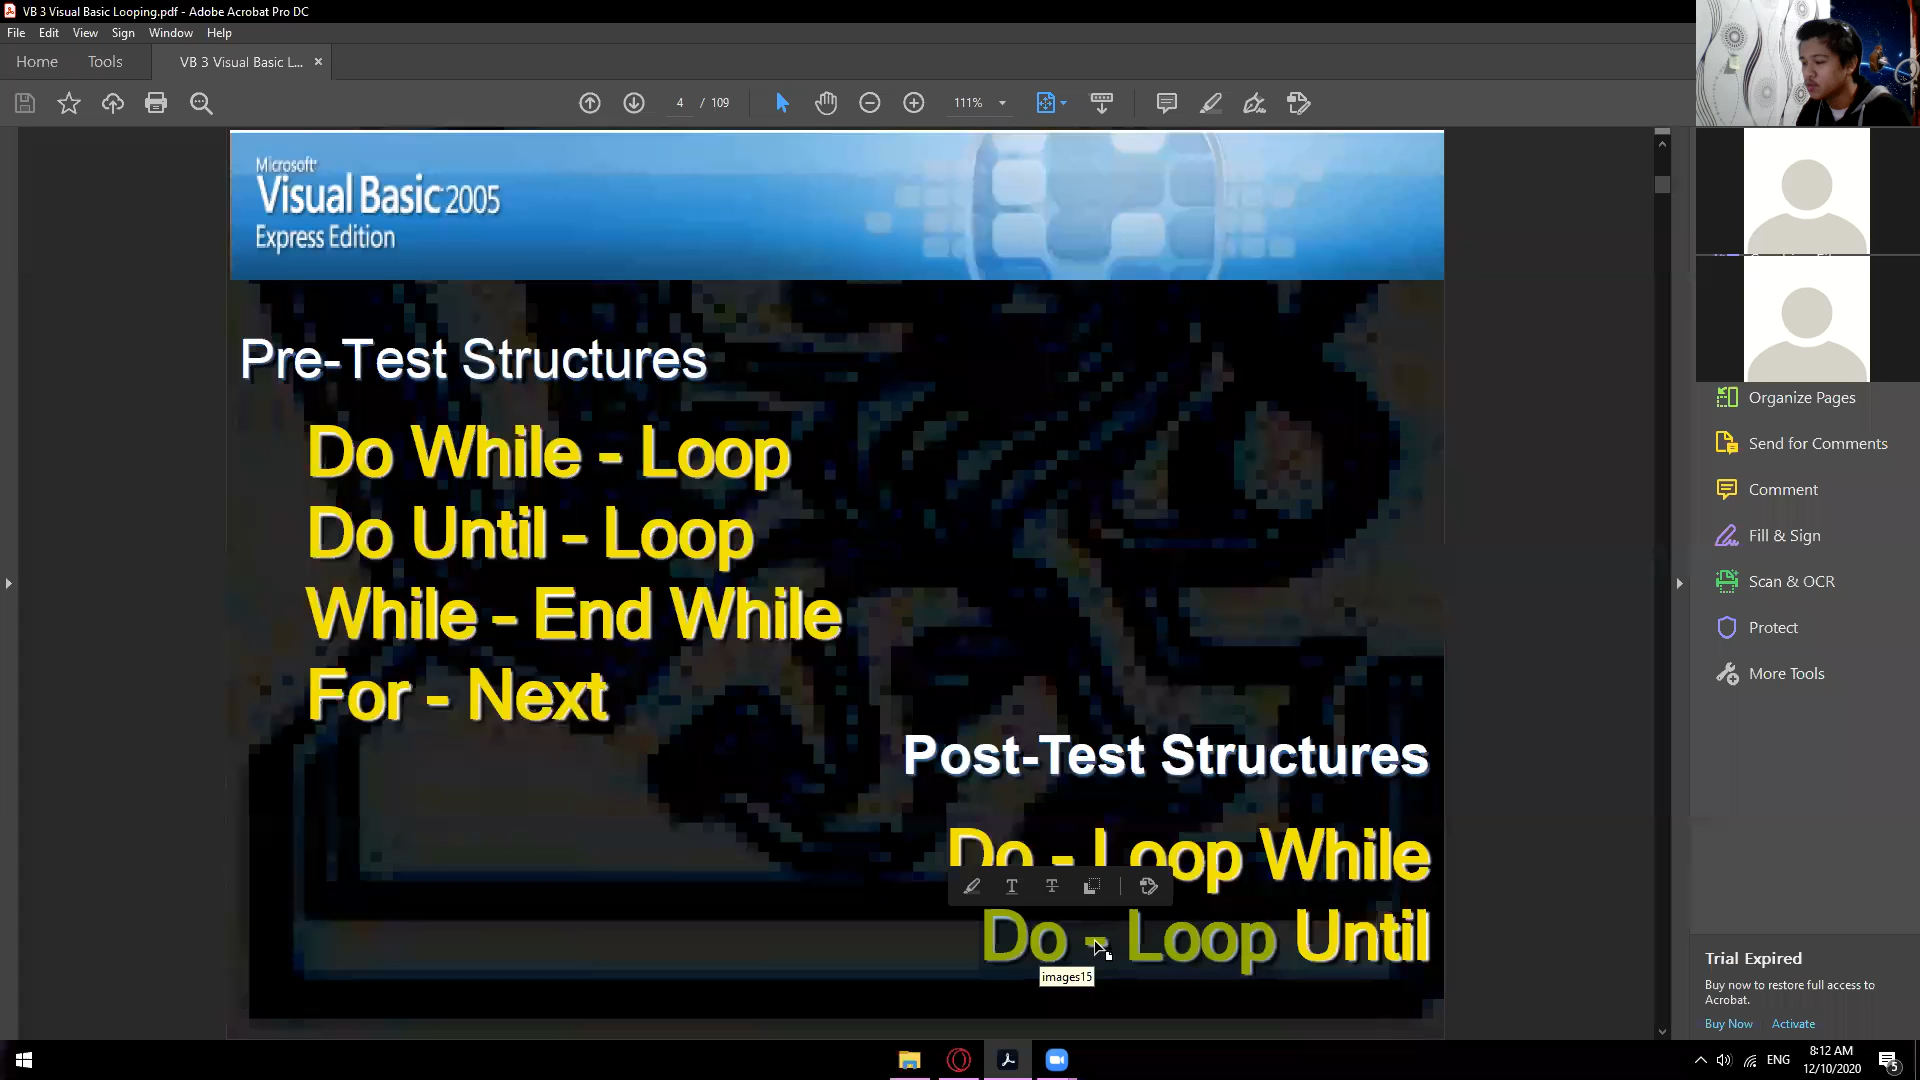 VB 3 Visual Basic Looping.pdf - Adobe Acrobat Pro DC
File Edit View Sign Window Help
Home Tools VB 3 Visual Basic L... ×
4 / 109 111%
Microsoft
Visual Basic 2005
Express Edition
Pre-Test Structures
Do While - Loop
Do Until - Loop
While - End While
For - Next
Post-Test Structures
Do - Loop While
Do - Loop Until
images15
Organize Pages
Send for Comments
Comment
Fill & Sign
Scan & OCR
Protect
More Tools
Trial Expired
Buy now to restore full access to
Acrobat.
Buy Now Activate
ENG
8:12 AM
12/10/2020
5